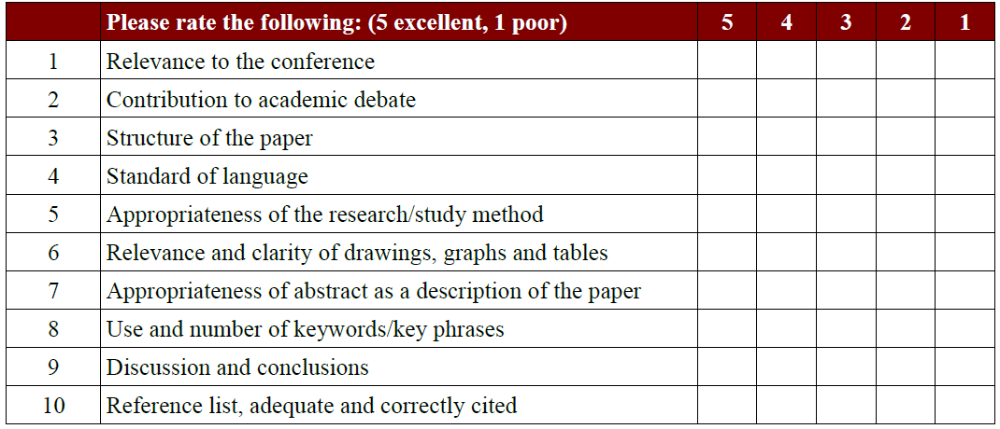 Please rate the following: (5 excellent, 1 poor) 5 4 3 2 1
1 Relevance to the conference
2 Contribution to academic debate
3 Structure of the paper
4 Standard of language
5 Appropriateness of the research/study method
6 Relevance and clarity of drawings, graphs and tables
7 Appropriateness of abstract as a description of the paper
8 Use and number of keywords/key phrases
9 Discussion and conclusions
10 Reference list, adequate and correctly cited